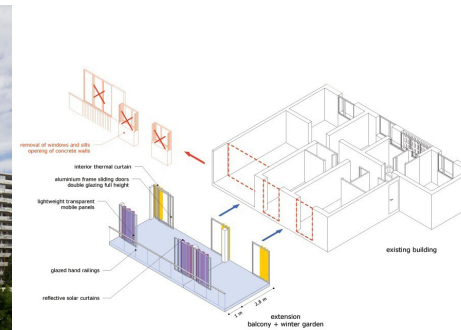 removal of windows and sills
opening of concrete walls
interior thermal curtain
aluminium frame sliding doors
double glazing full height
lightweight transparent
mobile panels
glazed hand railings
reflective solar curtains
existing building
1 m
2,8 m
extension
balcony + winter garden